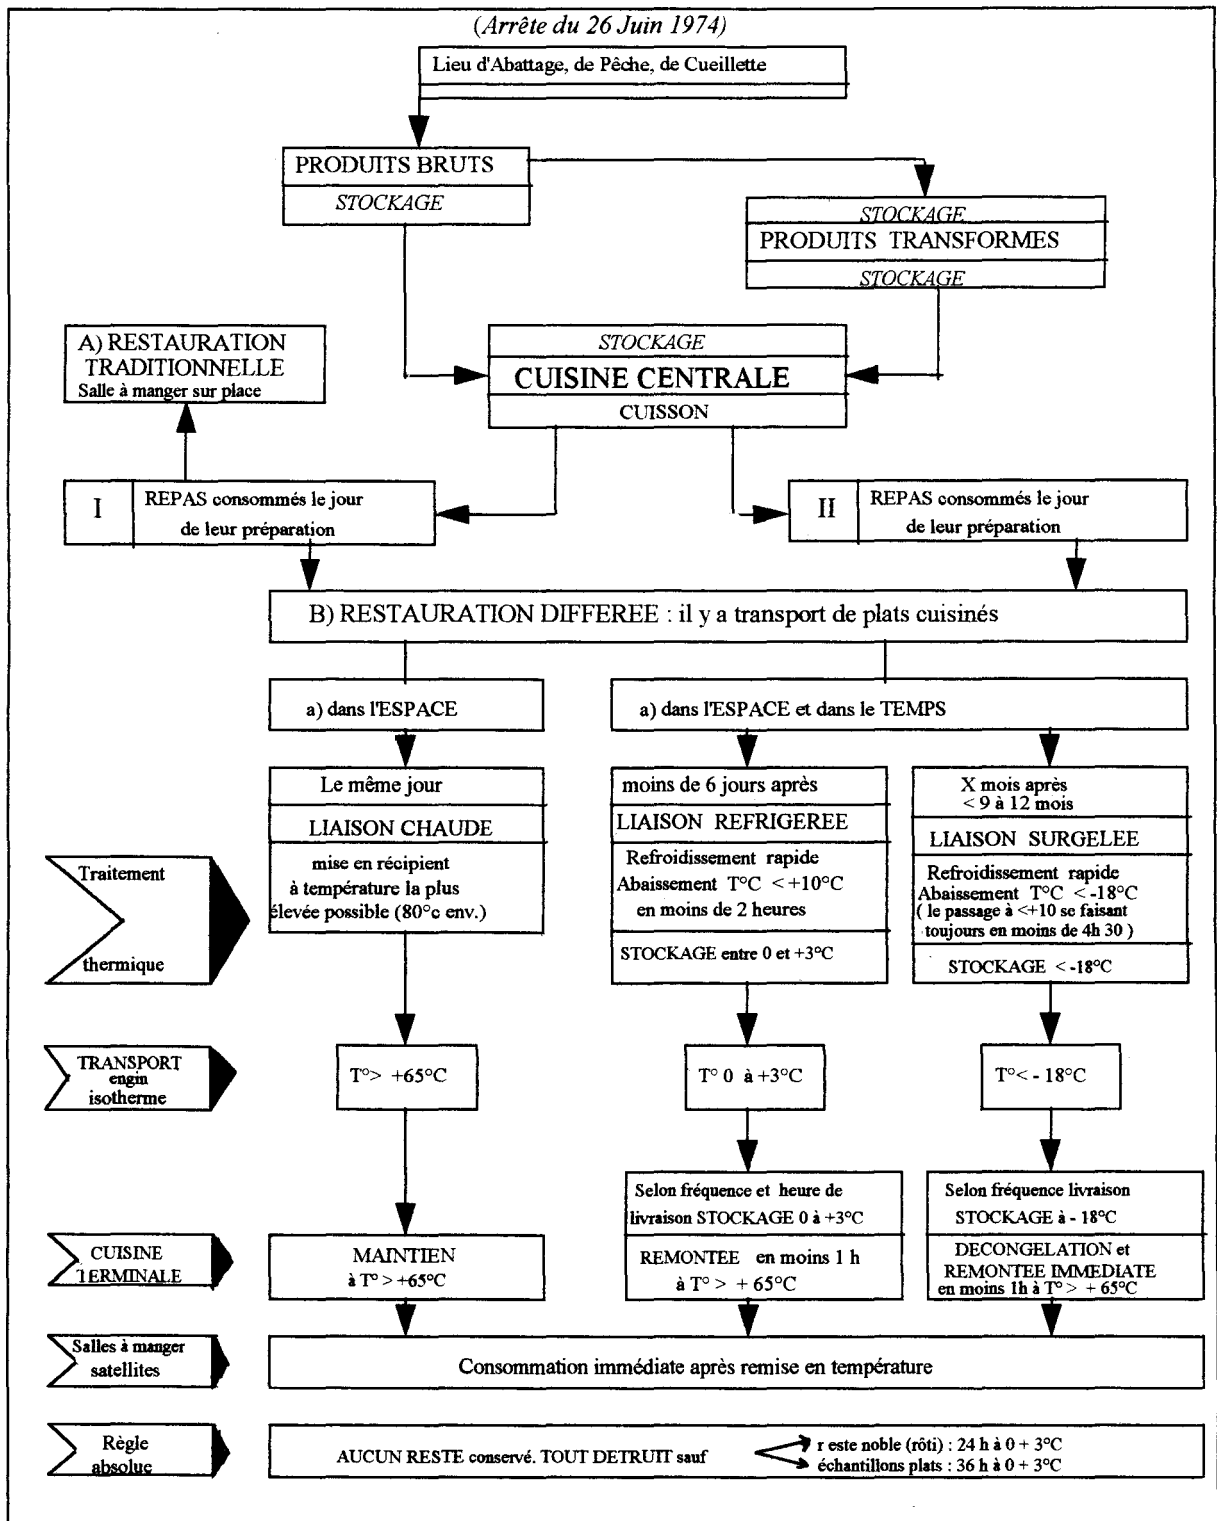 (Arrête du 26 Juin 1974)
Lieu d'Abattage, de Pêche, de Cueillette
PRODUITS BRUTS
STOCKAGE
STOCKAGE
PRODUITS TRANSFORMES
STOCKAGE
A) RESTAURATION
TRADITIONNELLE
Salle à manger sur place
STOCKAGE
CUISINE CENTRALE
CUISSON
I
REPAS consommés le jour
de leur préparation
II
REPAS consommés le jour
de leur préparation
B) RESTAURATION DIFFEREE : il y a transport de plats cuisinés
a) dans l'ESPACE
a) dans l'ESPACE et dans le TEMPS
Le même jour
LIAISON CHAUDE
mise en récipient
à température la plus
élevée possible (80°c env.)
moins de 6 jours après
LIAISON REFRIGEREE
Refroidissement rapide
Abaissement T°C < +10°C
en moins de 2 heures
STOCKAGE entre 0 et +3°C
X mois après
< 9 à 12 mois
LIAISON SURGELEE
Refroidissement rapide
Abaissement T°C < -18°C
( le passage à <+10 se faisant
toujours en moins de 4h 30 )
STOCKAGE < -18°C
Traitement
thermique
TRANSPORT
engin
isotherme
T°> +65°C
T° 0 à +3°C
T°< - 18°C
CUISINE
TERMINALE
MAINTIEN
à T° > +65°C
Selon fréquence et heure de
livraison STOCKAGE 0 à +3°C
REMONTEE en moins 1 h
à T° > + 65°C
Selon fréquence livraison
STOCKAGE à - 18°C
DECONGELATION et
REMONTEE IMMEDIATE
en moins 1h à T° > + 65°C
Salles à manger
satellites
Consommation immédiate après remise en température
Règle
absolue
AUCUN RESTE conservé. TOUT DETRUIT sauf
r este noble (rôti) : 24 h à 0 + 3°C
échantillons plats : 36 h à 0 + 3°C